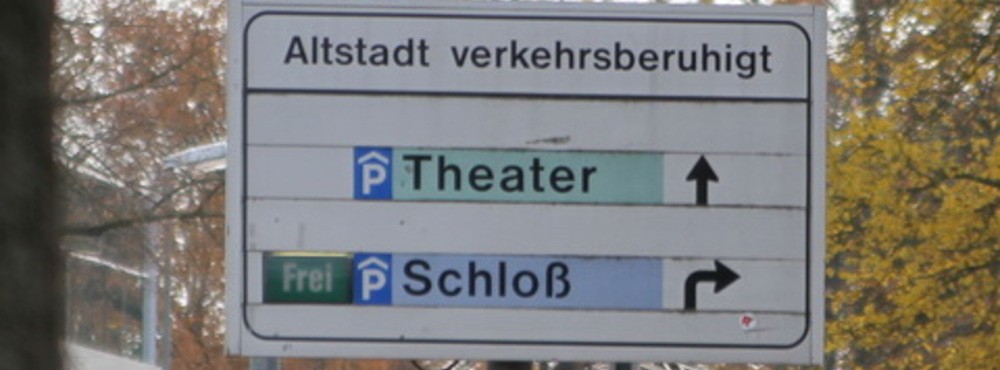 Altstadt verkehrsberuhigt
P Theater
Frei P Schloß